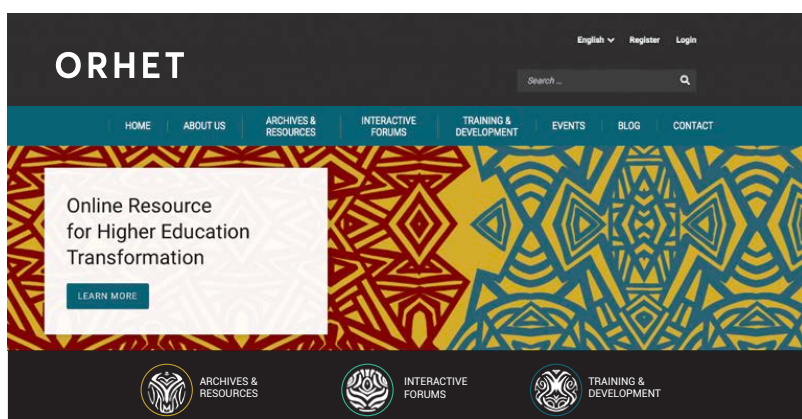 English Register Login
ORHET
Search ...
HOME ABOUT US ARCHIVES & RESOURCES INTERACTIVE FORUMS TRAINING & DEVELOPMENT EVENTS BLOG CONTACT
Online Resource
for Higher Education
Transformation
LEARN MORE
ARCHIVES &
RESOURCES
INTERACTIVE
FORUMS
TRAINING &
DEVELOPMENT